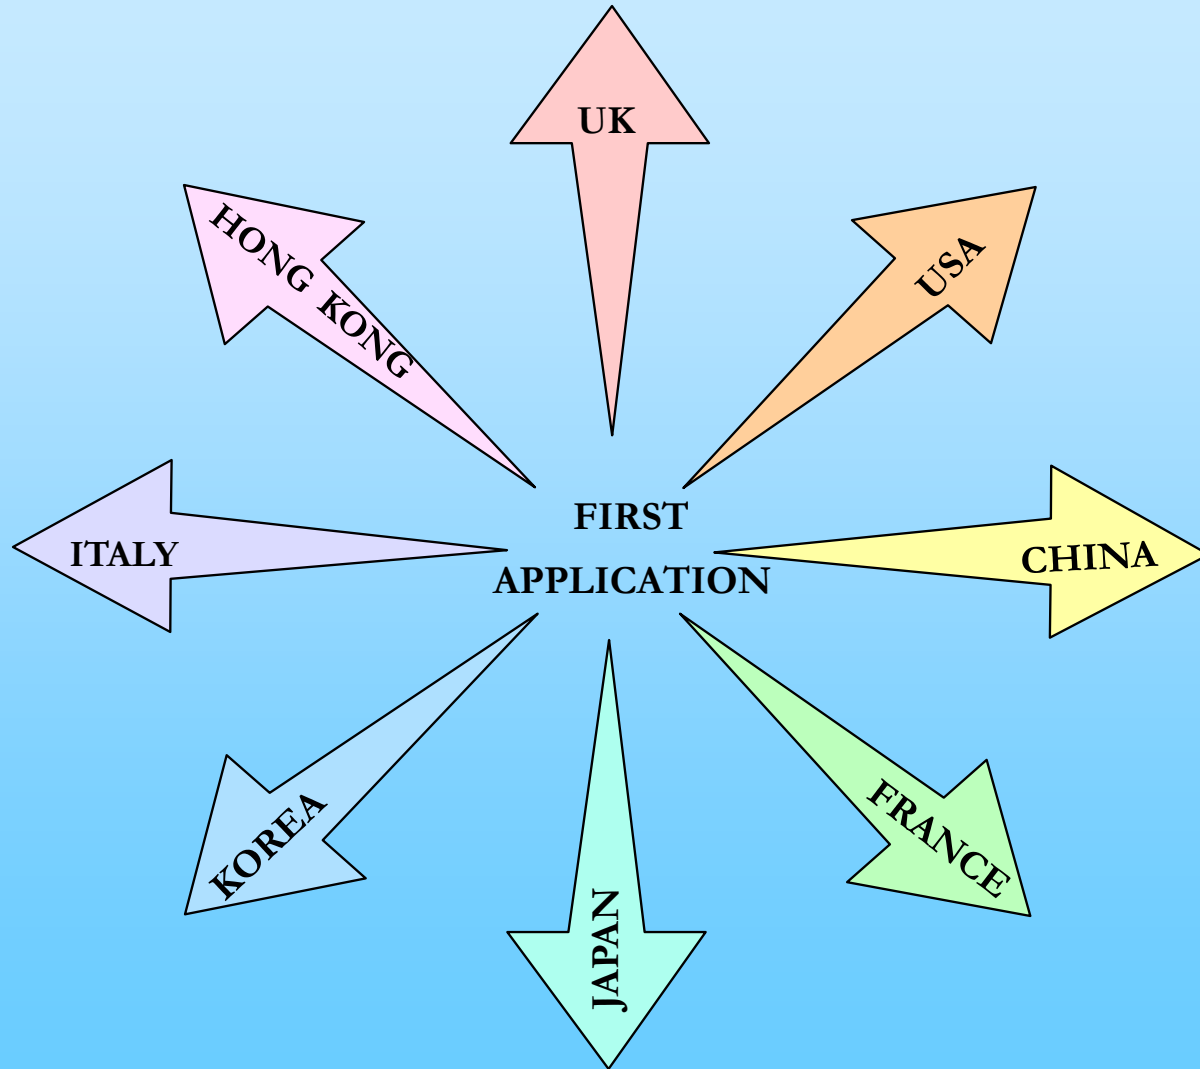 UK
HONG KONG
USA
FIRST
APPLICATION
ITALY
CHINA
KOREA
FRANCE
JAPAN